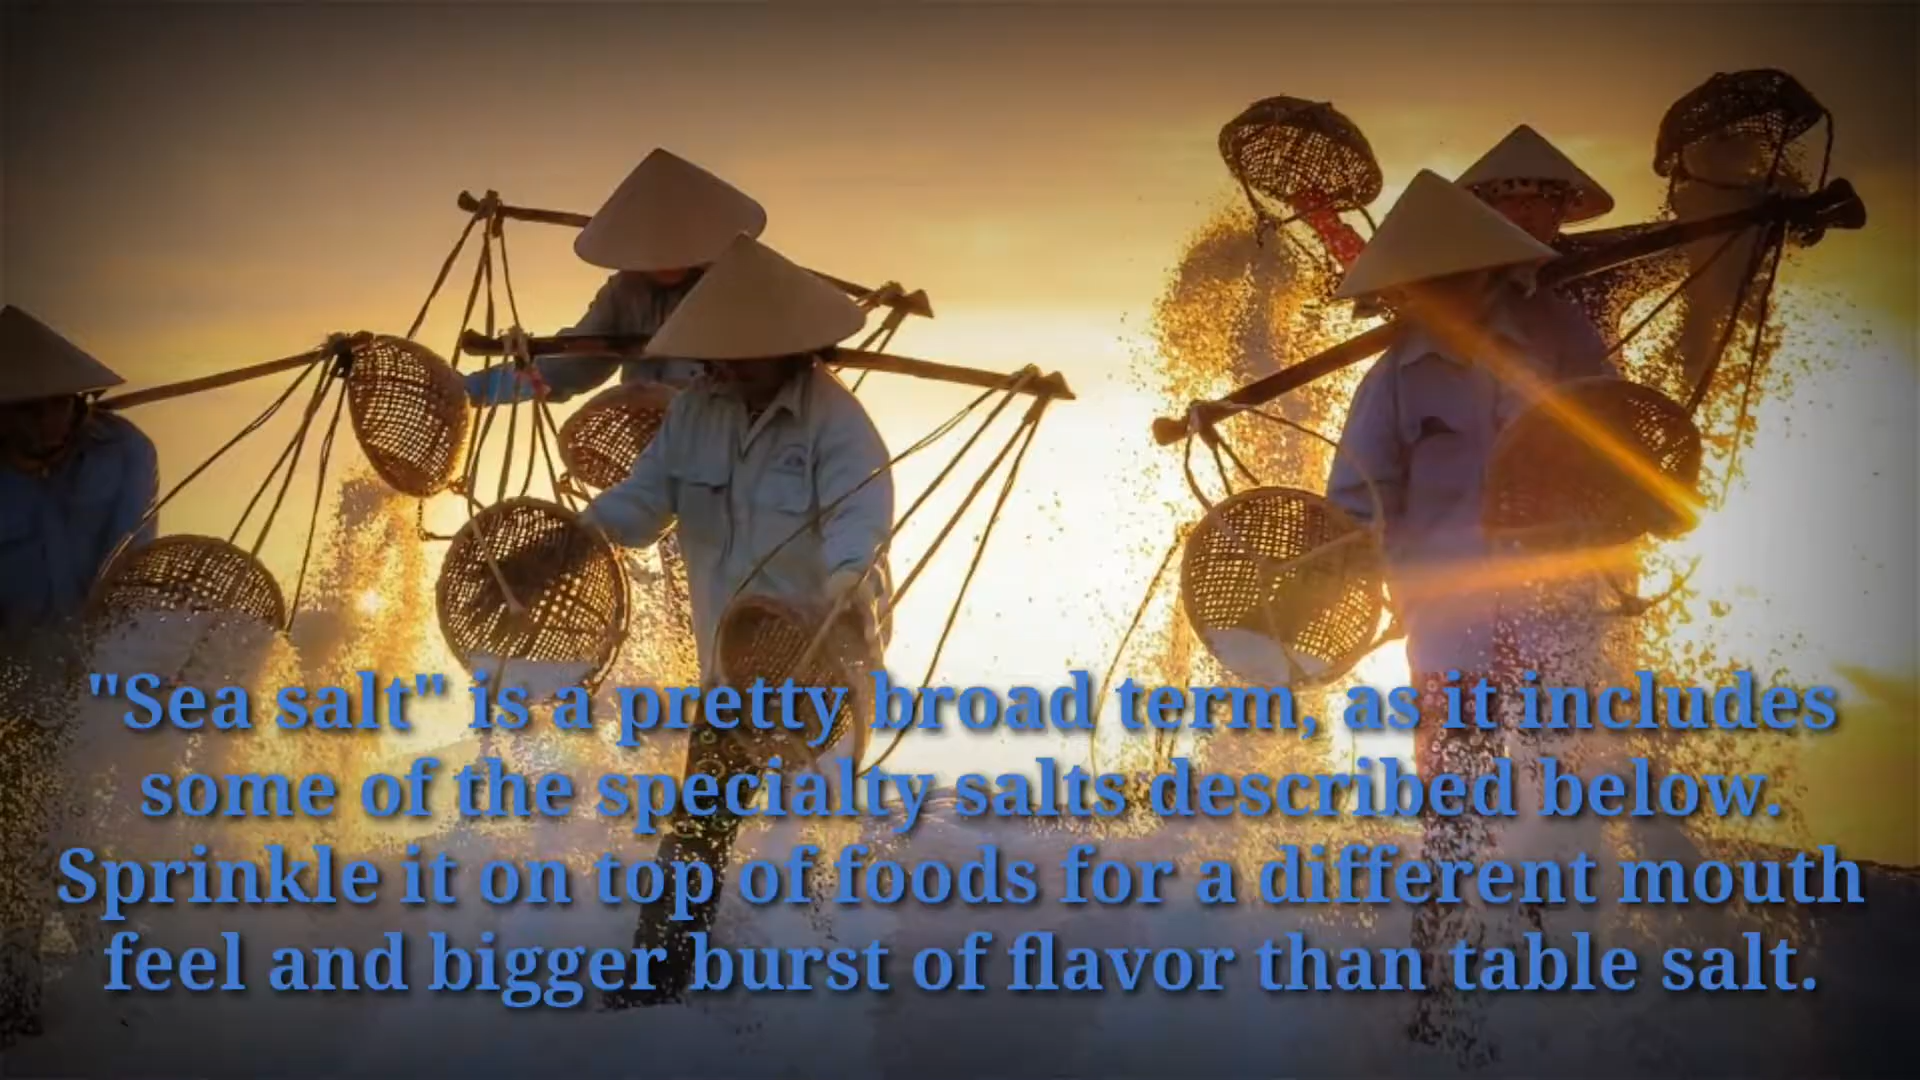 "Sea salt" is a pretty broad term, as it includes
some of the specialty salts described below.
Sprinkle it on top of foods for a different mouth
feel and bigger burst of flavor than table salt.